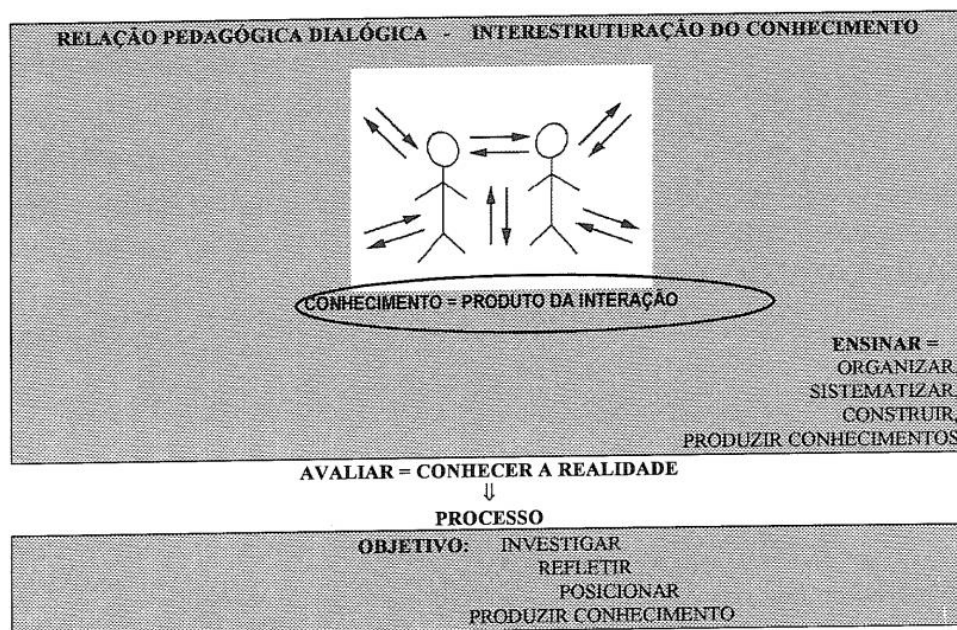 RELAÇÃO PEDAGÓGICA DIALÓGICA - INTERESTRUTURAÇÃO DO CONHECIMENTO
CONHECIMENTO = PRODUTO DA INTERAÇÃO
ENSINAR =
ORGANIZAR,
SISTEMATIZAR,
CONSTRUIR,
PRODUZIR CONHECIMENTOS
AVALIAR = CONHECER A REALIDADE
⇓
PROCESSO
OBJETIVO: INVESTIGAR
REFLETIR
POSICIONAR
PRODUZIR CONHECIMENTO